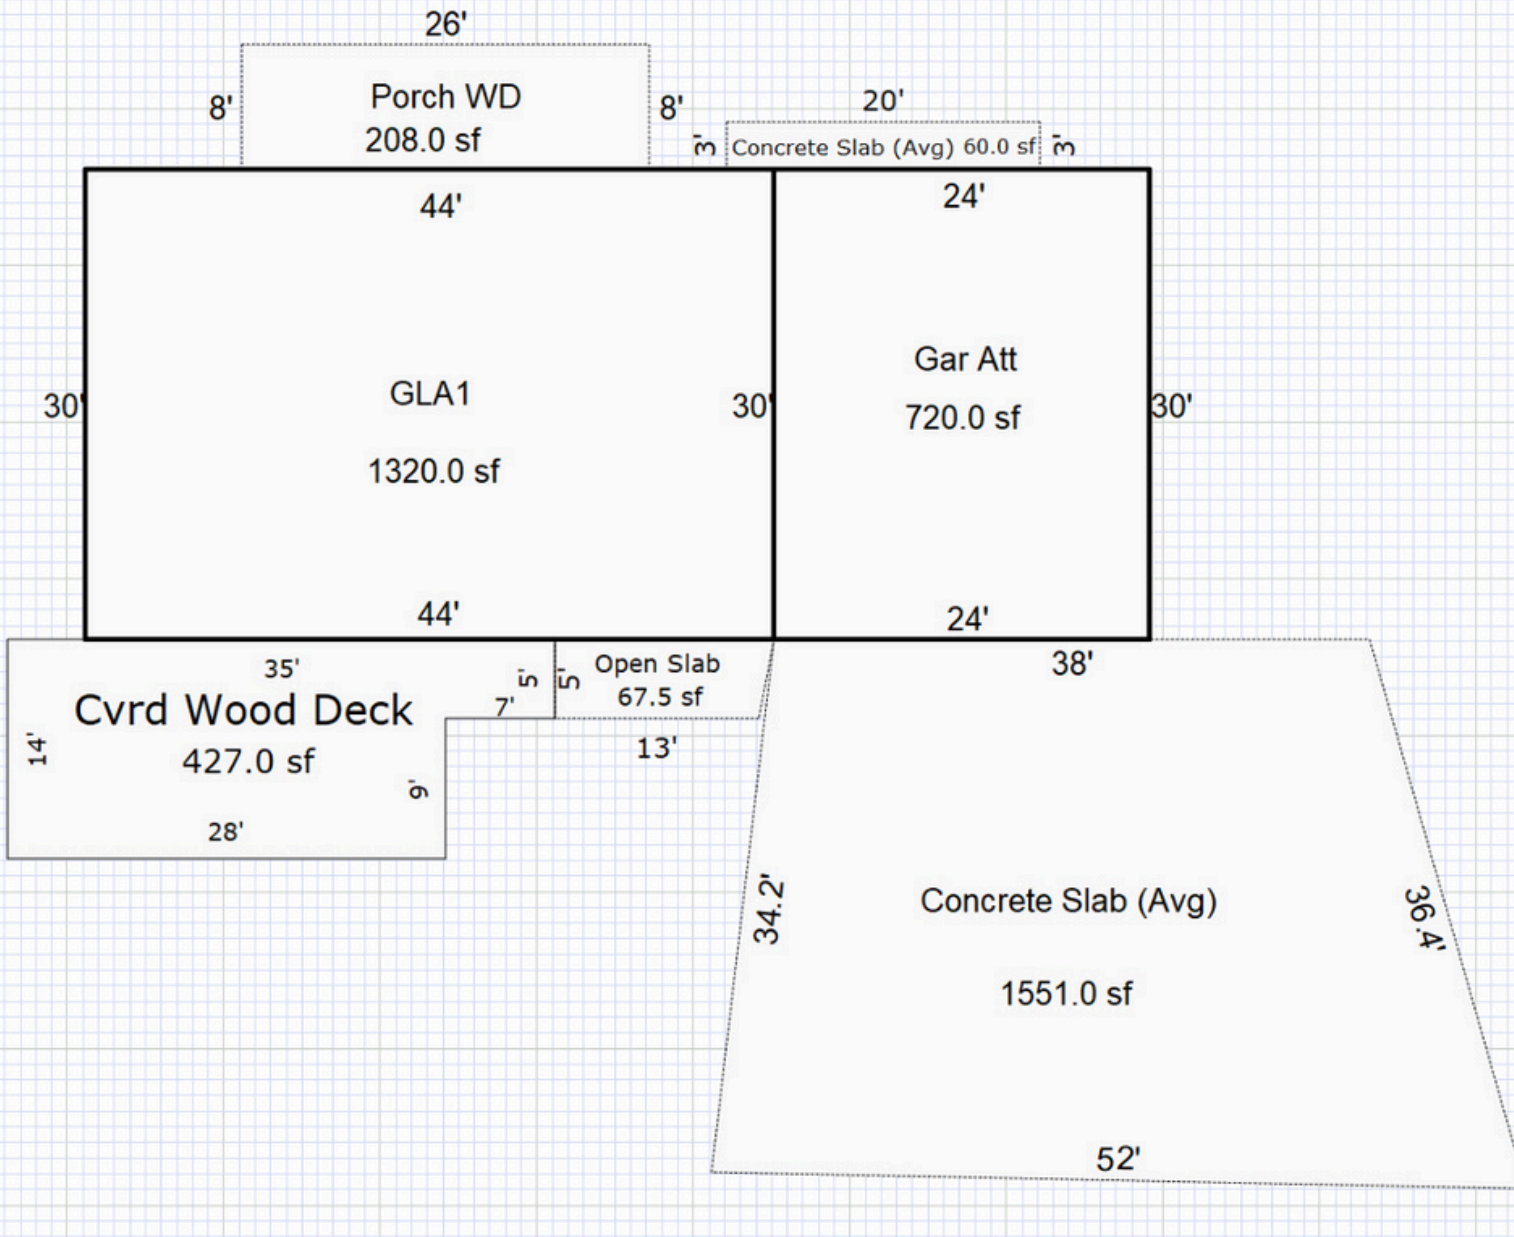 26'
Porch WD
8'
8'
208.0 sf
20'
3'
Concrete Slab (Avg) 60.0 sf
3'
44'
24'
GLA1
Gar Att
30'
30'
720.0 sf
30'
1320.0 sf
44'
24'
35'
5'
5'
Open Slab
38'
67.5 sf
7'
Cvrd Wood Deck
14'
427.0 sf
13'
9'
28'
34.2'
Concrete Slab (Avg)
36.4'
1551.0 sf
52'